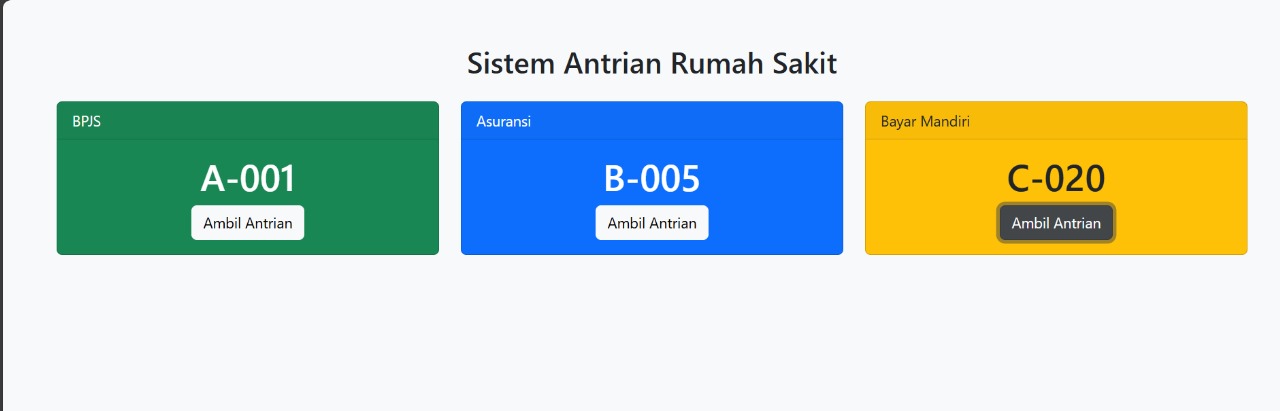 Sistem Antrian Rumah Sakit
BPJS
A-001
Ambil Antrian
Asuransi
B-005
Ambil Antrian
Bayar Mandiri
C-020
Ambil Antrian